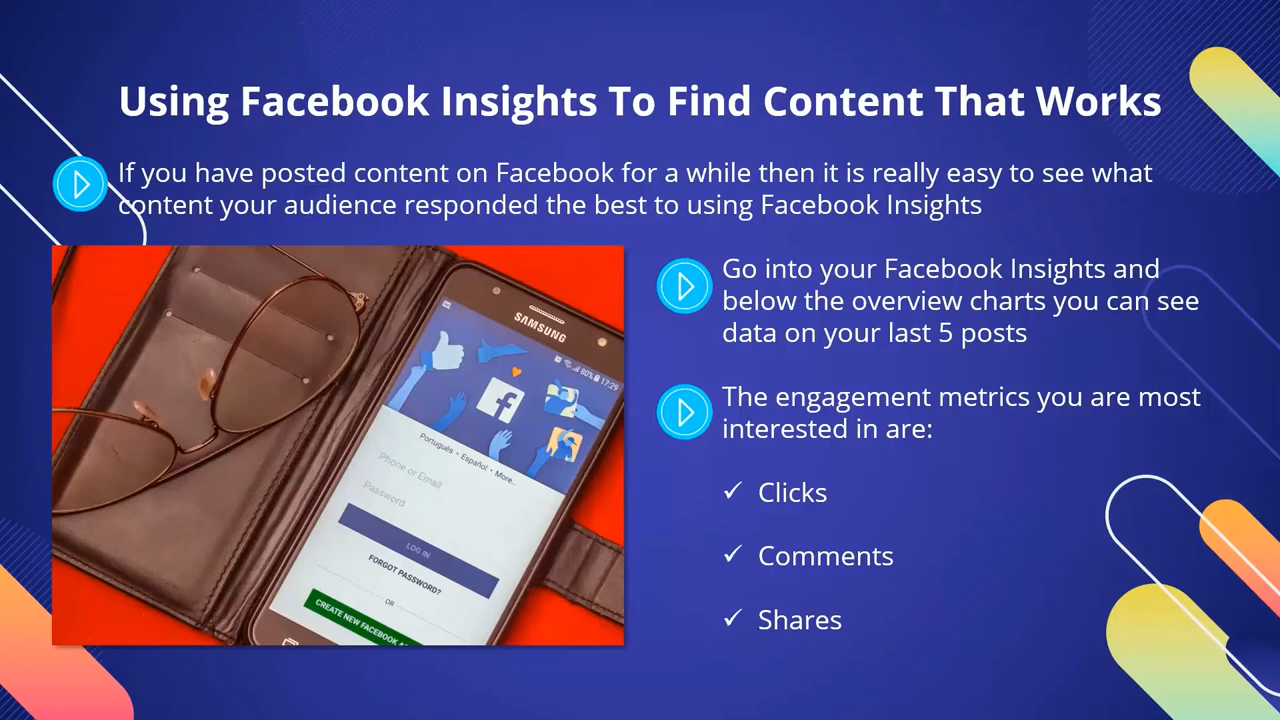 Using Facebook Insights To Find Content That Works
If you have posted content on Facebook for a while then it is really easy to see what
content your audience responded the best to using Facebook Insights
Go into your Facebook Insights and
below the overview charts you can see
data on your last 5 posts
The engagement metrics you are most
interested in are:
✓ Clicks
✓ Comments
✓ Shares
SAMSUNG
80% 17:29
f
Português • Español • More...
Phone or Email
Password
LOG IN
FORGOT PASSWORD?
OR
CREATE NEW FACEBOOK